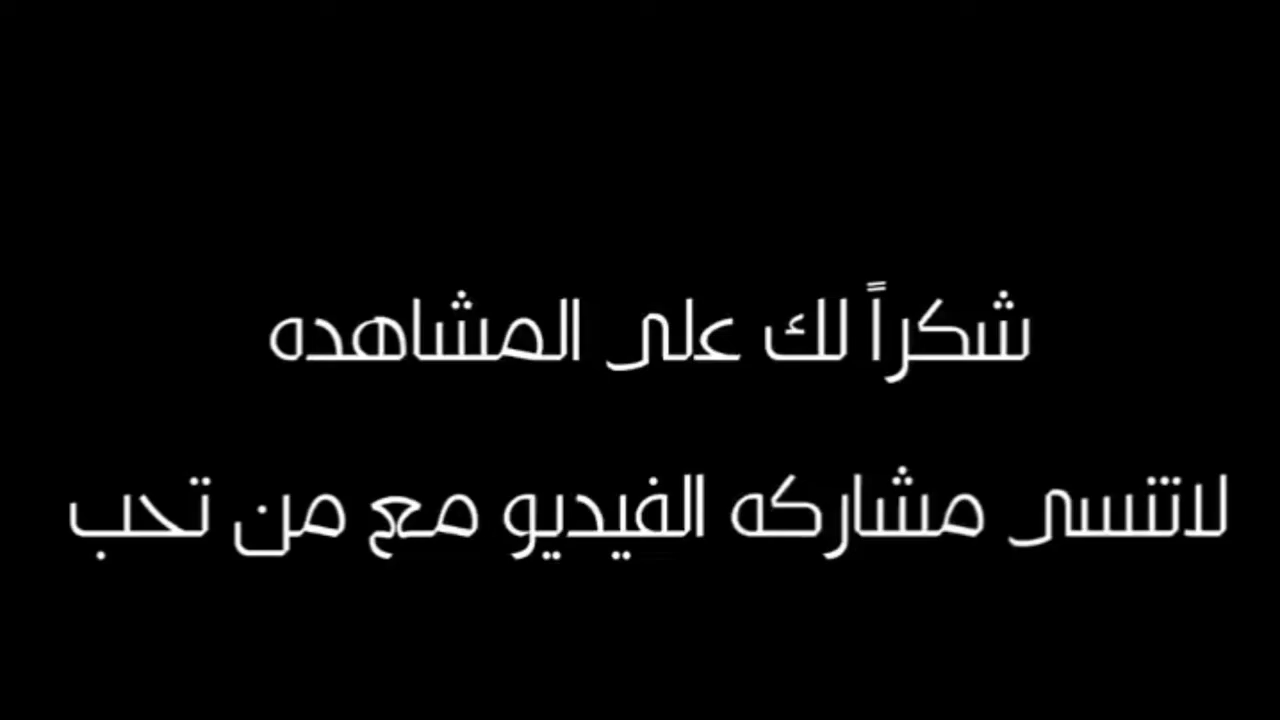 شكراً لك على المشاهده
لاتنسى مشاركه الفيديو مع من تحب